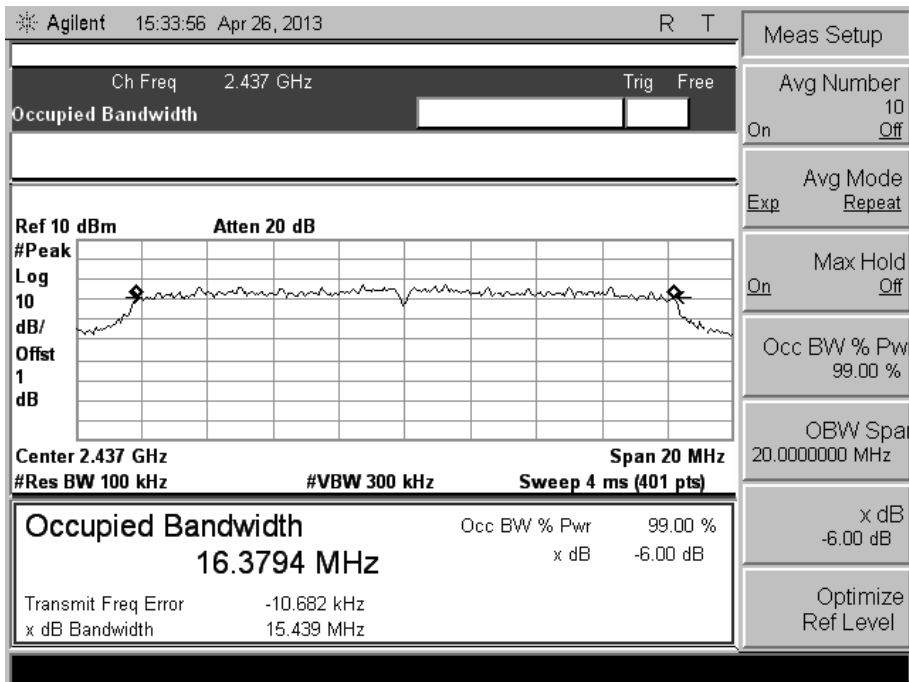 Agilent 15:33:56 Apr 26, 2013 R T
Ch Freq 2.437 GHz Trig Free
Occupied Bandwidth
Ref 10 dBm Atten 20 dB
#Peak
Log
10
dB/
Offst
1
dB
Center 2.437 GHz Span 20 MHz
#Res BW 100 kHz #VBW 300 kHz Sweep 4 ms (401 pts)
Occupied Bandwidth Occ BW % Pwr 99.00 %
16.3794 MHz x dB -6.00 dB
Transmit Freq Error -10.682 kHz
x dB Bandwidth 15.439 MHz
Meas Setup
Avg Number
10
On Off
Avg Mode
Exp Repeat
Max Hold
On Off
Occ BW % Pw
99.00 %
OBW Spa
20.0000000 MHz
x dB
-6.00 dB
Optimize
Ref Level